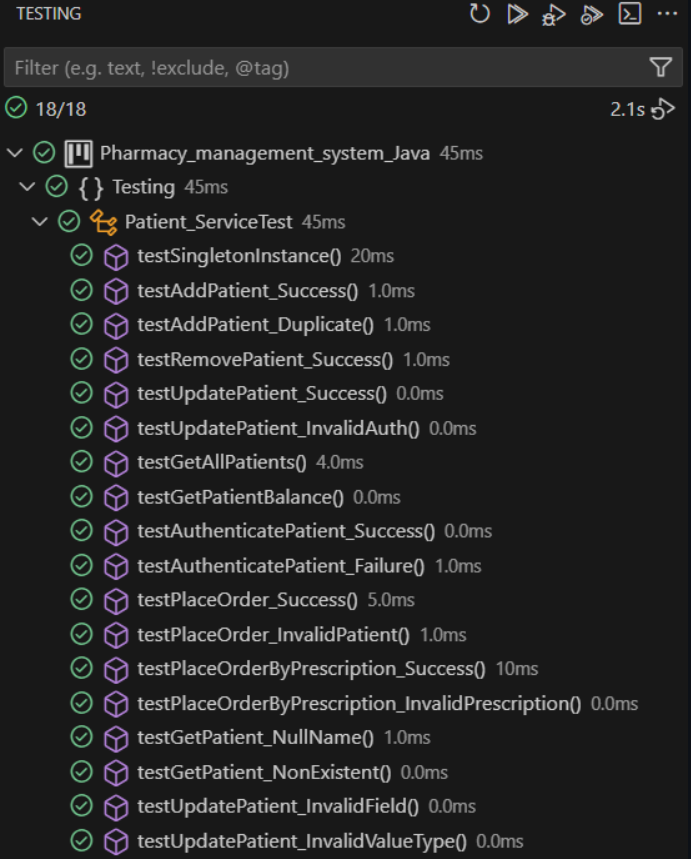 TESTING
Filter (e.g. text, !exclude, @tag)
18/18 2.1s
Pharmacy_management_system_Java 45ms
{ } Testing 45ms
Patient_ServiceTest 45ms
testSingletonInstance() 20ms
testAddPatient_Success() 1.0ms
testAddPatient_Duplicate() 1.0ms
testRemovePatient_Success() 1.0ms
testUpdatePatient_Success() 0.0ms
testUpdatePatient_InvalidAuth() 0.0ms
testGetAllPatients() 4.0ms
testGetPatientBalance() 0.0ms
testAuthenticatePatient_Success() 0.0ms
testAuthenticatePatient_Failure() 1.0ms
testPlaceOrder_Success() 5.0ms
testPlaceOrder_InvalidPatient() 1.0ms
testPlaceOrderByPrescription_Success() 10ms
testPlaceOrderByPrescription_InvalidPrescription() 0.0ms
testGetPatient_NullName() 1.0ms
testGetPatient_NonExistent() 0.0ms
testUpdatePatient_InvalidField() 0.0ms
testUpdatePatient_InvalidValueType() 0.0ms